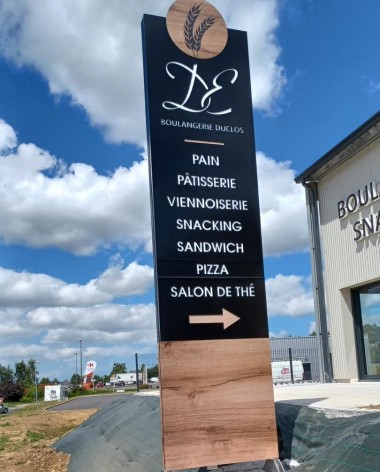 DE
BOULANGERIE DUCLOS
PAIN
PÂTISSERIE
VIENNOISERIE
SNACKING
SANDWICH
PIZZA
SALON DE THÉ